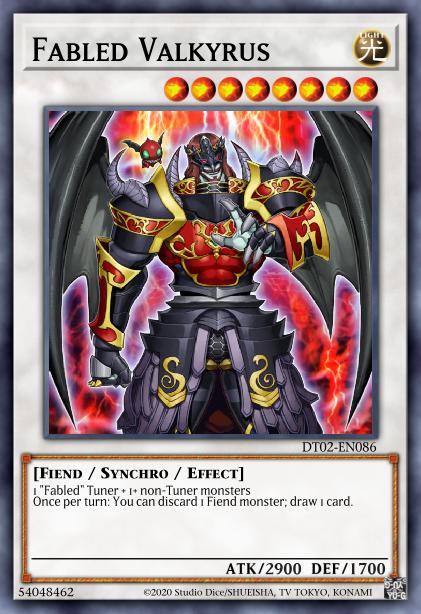 Fabled Valkyrus
LIGHT
光
DT02-EN086
[Fiend / Synchro / Effect]
1 "Fabled" Tuner + 1+ non-Tuner monsters
Once per turn: You can discard 1 Fiend monster; draw 1 card.
ATK/2900 DEF/1700
54048462 ©2020 Studio Dice/SHUEISHA, TV TOKYO, KONAMI